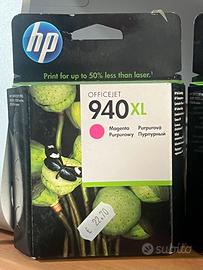 hp
Print for up to 50% less than laser†
OFFICEJET
940XL
Magenta Purpurová
Purpurowy Пурпурный
€ 22,70
subito